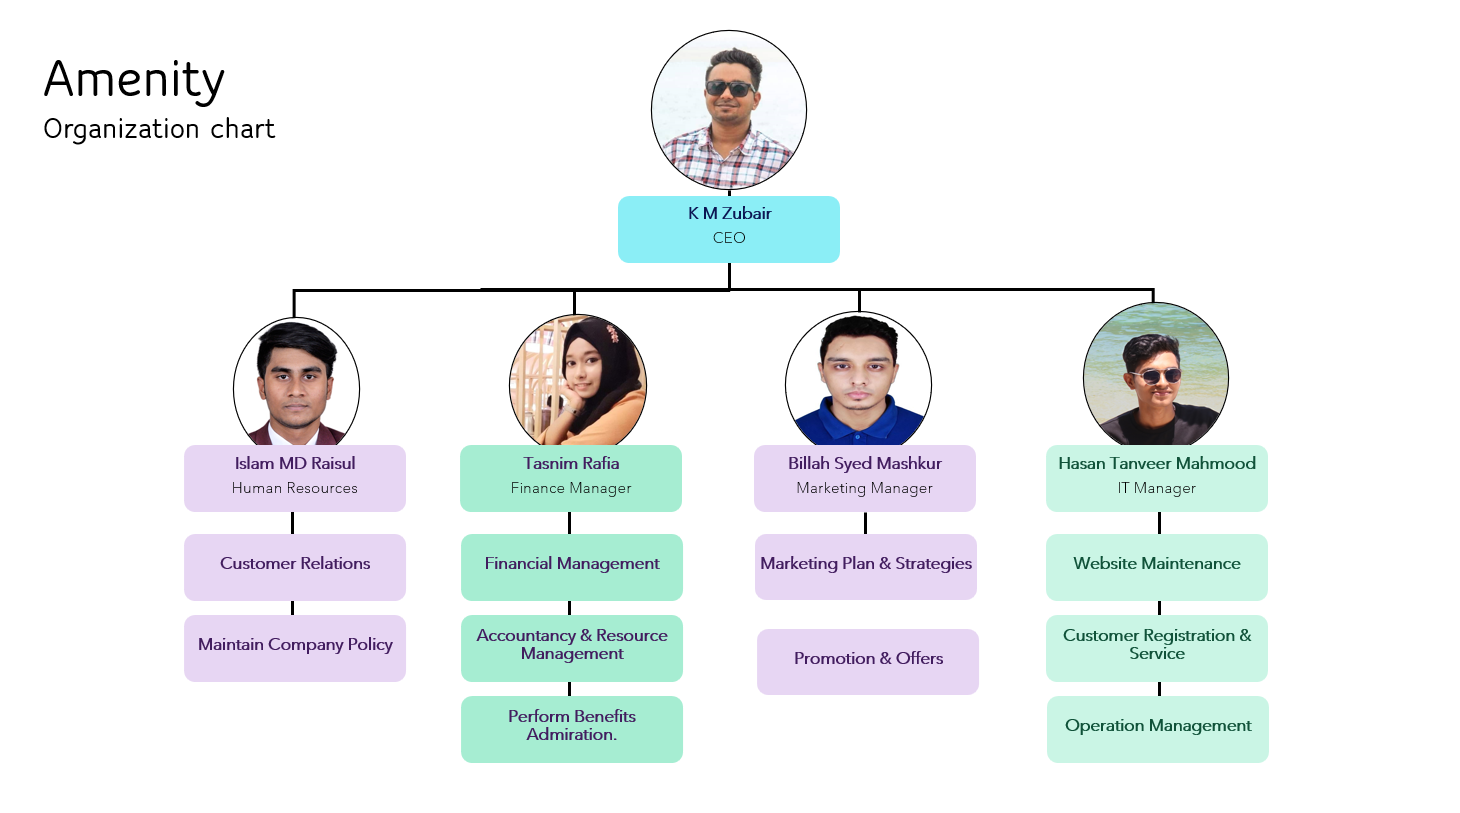 Amenity
Organization chart
K M Zubair
CEO
Islam MD Raisul
Human Resources
Tasnim Rafia
Finance Manager
Billah Syed Mashkur
Marketing Manager
Hasan Tanveer Mahmood
IT Manager
Customer Relations
Financial Management
Marketing Plan & Strategies
Website Maintenance
Maintain Company Policy
Accountancy & Resource
Management
Promotion & Offers
Customer Registration &
Service
Perform Benefits
Admiration.
Operation Management